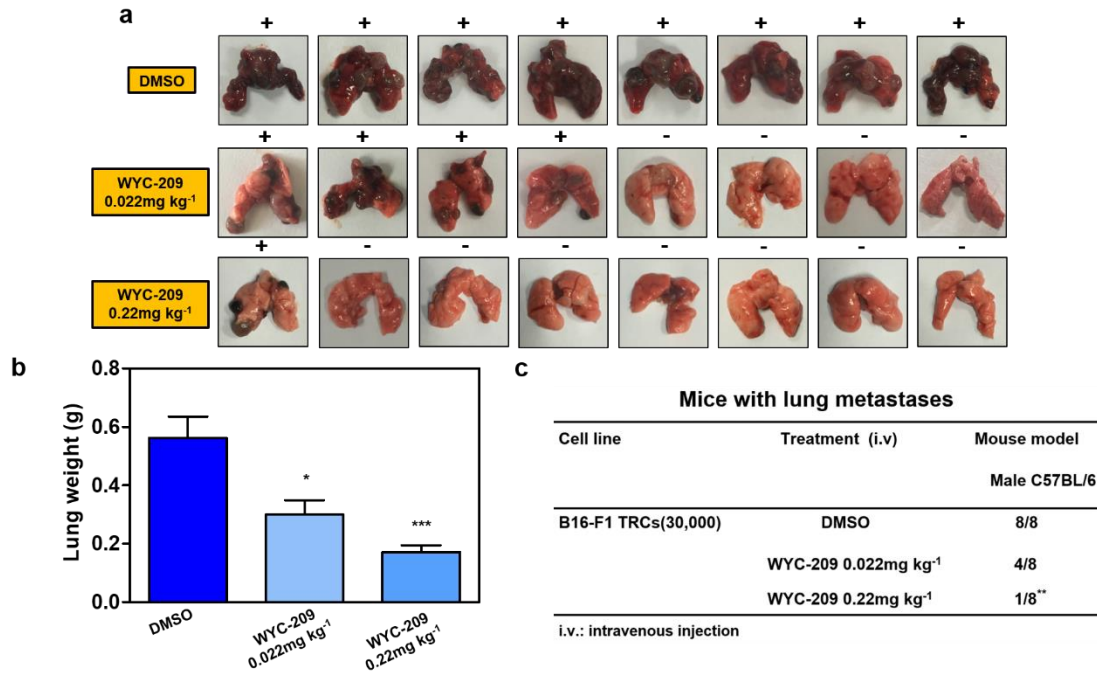 a
+ + + + + + + +
DMSO
+ + + + - - - -
WYC-209
0.022mg kg⁻¹
+ - - - - - - -
WYC-209
0.22mg kg⁻¹
b
Lung weight (g)
0.8
0.6
0.4
0.2
0.0
*
***
DMSO
WYC-209
0.022mg kg⁻¹
WYC-209
0.22mg kg⁻¹
c
Mice with lung metastases
Cell line Treatment (i.v) Mouse model
Male C57BL/6
B16-F1 TRCs(30,000) DMSO 8/8
WYC-209 0.022mg kg⁻¹ 4/8
WYC-209 0.22mg kg⁻¹ 1/8**
i.v.: intravenous injection